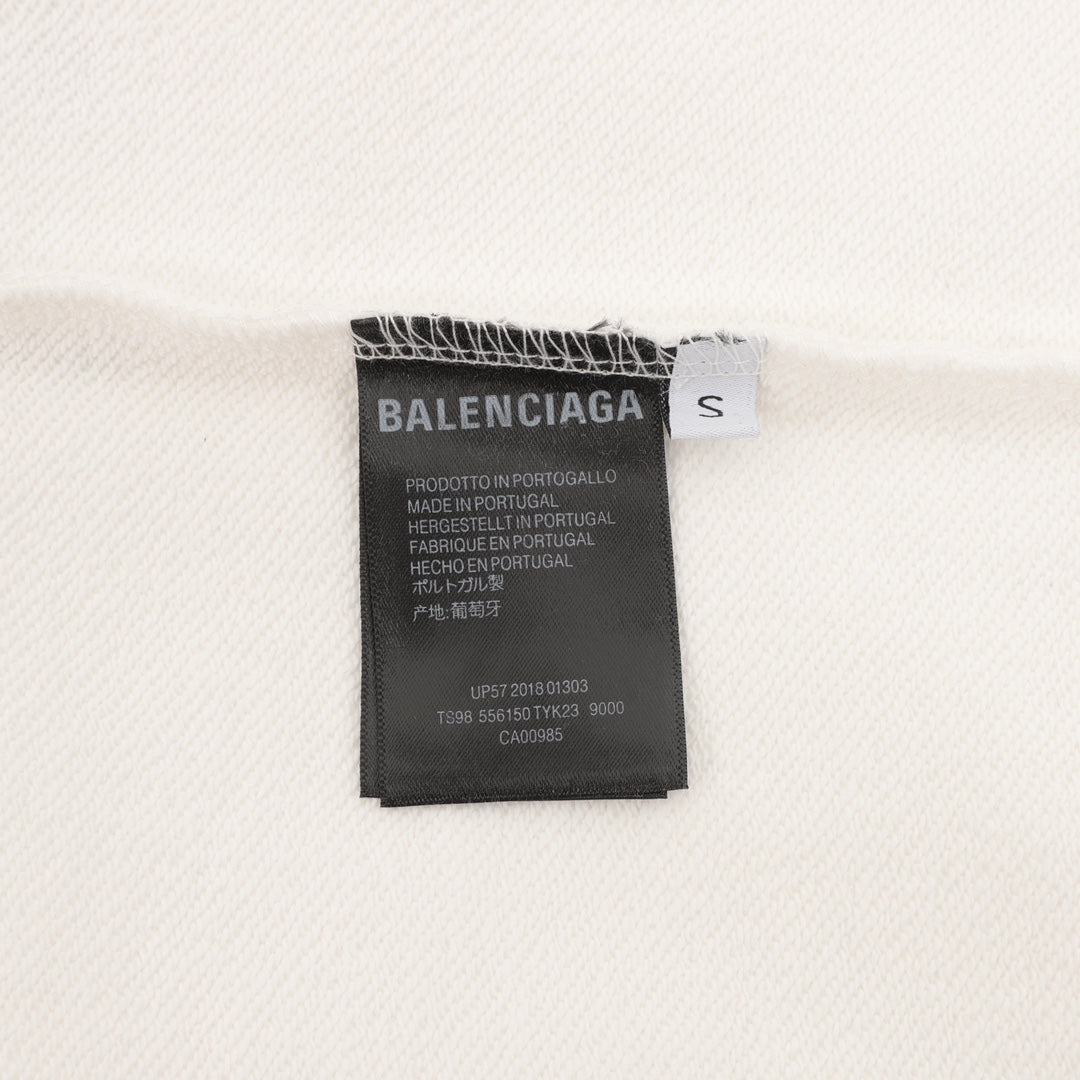 BALENCIAGA
S
PRODOTTO IN PORTOGALLO
MADE IN PORTUGAL
HERGESTELLT IN PORTUGAL
FABRIQUE EN PORTUGAL
HECHO EN PORTUGAL
ポルトガル製
产地:葡萄牙
UP57 2018 01303
TS98 556150 TYK23 9000
CA00985